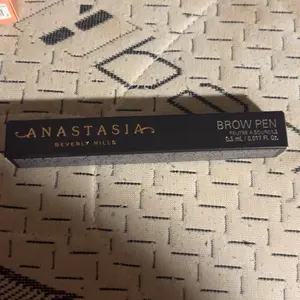 ANASTASIA
BEVERLY HILLS
BROW PEN
FEUTRE À SOURCILS
0.5 mL / 0.017 Fl. Oz.